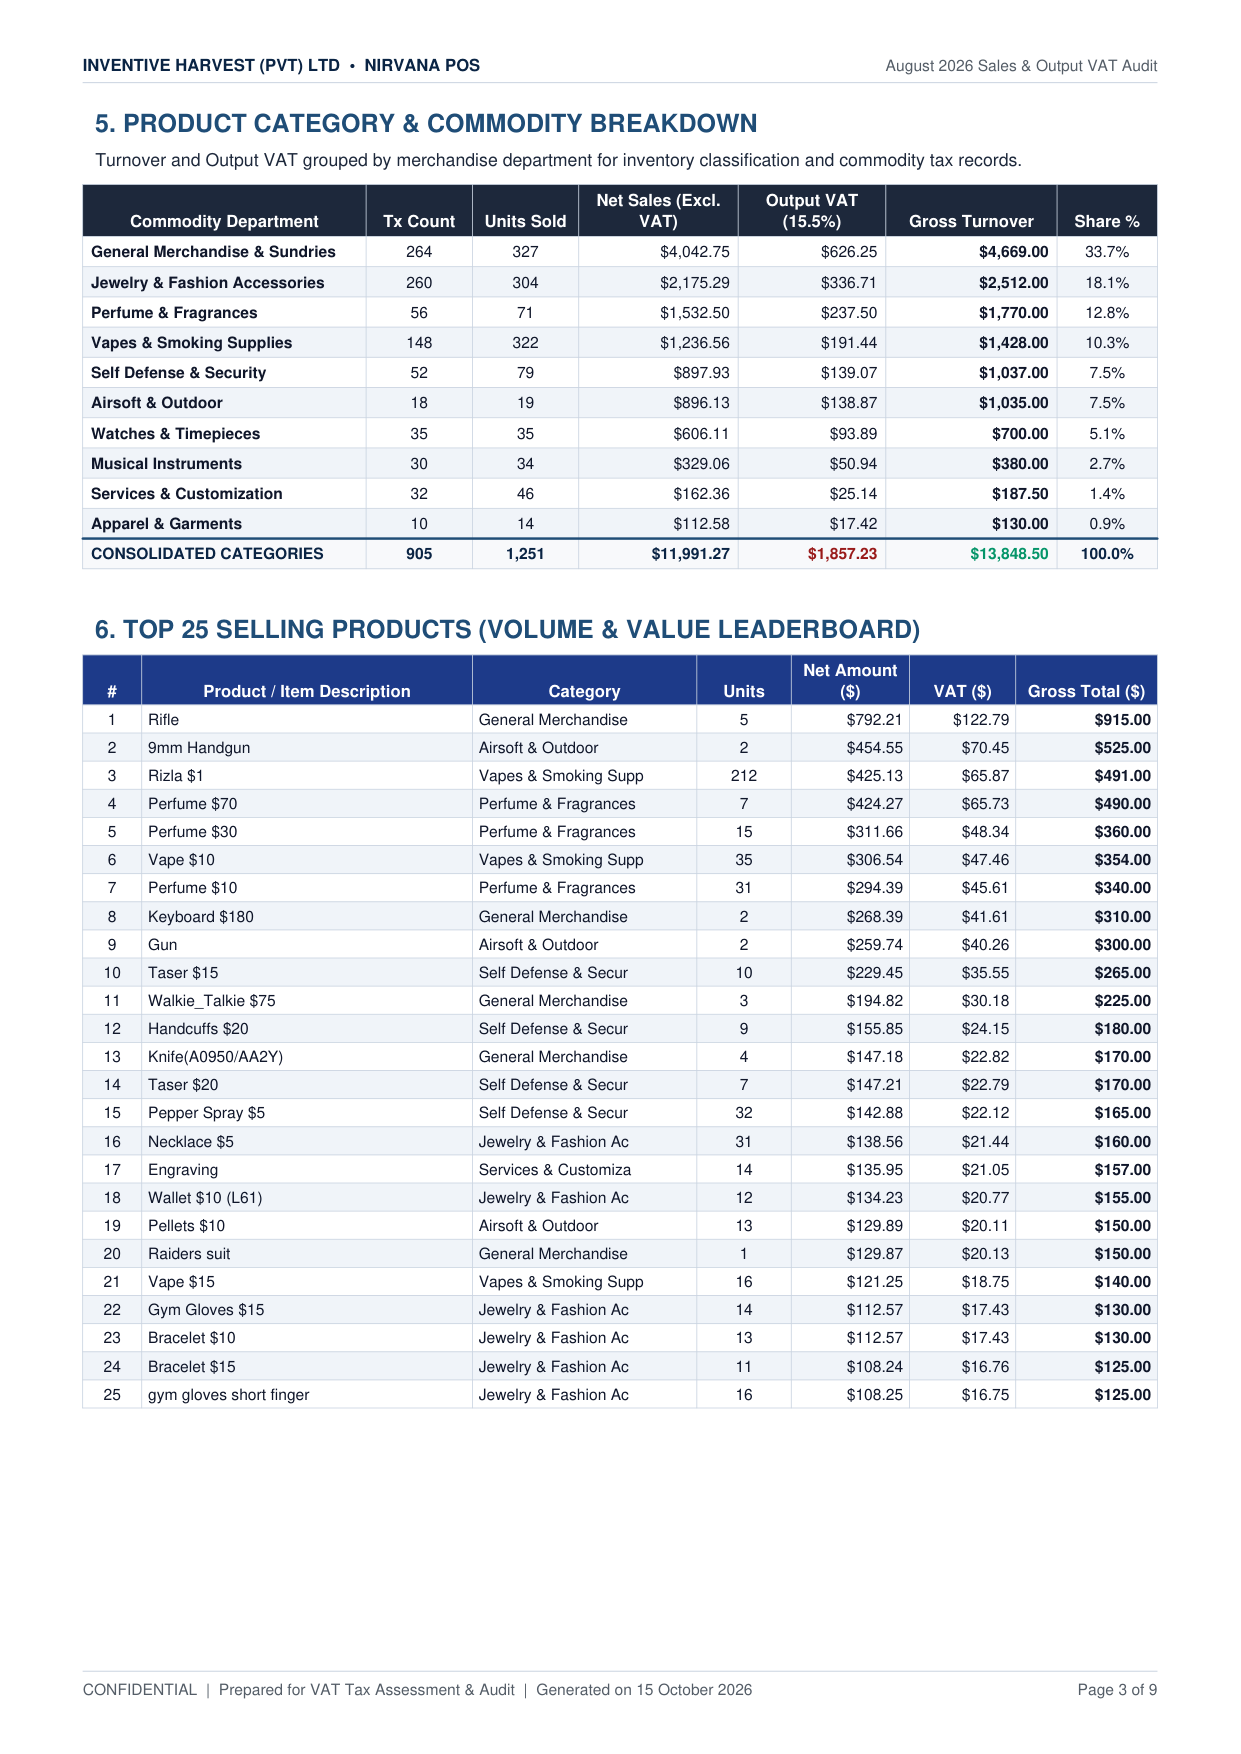 INVENTIVE HARVEST (PVT) LTD • NIRVANA POS August 2026 Sales & Output VAT Audit
5. PRODUCT CATEGORY & COMMODITY BREAKDOWN
Turnover and Output VAT grouped by merchandise department for inventory classification and commodity tax records.
Commodity Department Tx Count Units Sold Net Sales (Excl. VAT) Output VAT (15.5%) Gross Turnover Share %
General Merchandise & Sundries 264 327 $4,042.75 $626.25 $4,669.00 33.7%
Jewelry & Fashion Accessories 260 304 $2,175.29 $336.71 $2,512.00 18.1%
Perfume & Fragrances 56 71 $1,532.50 $237.50 $1,770.00 12.8%
Vapes & Smoking Supplies 148 322 $1,236.56 $191.44 $1,428.00 10.3%
Self Defense & Security 52 79 $897.93 $139.07 $1,037.00 7.5%
Airsoft & Outdoor 18 19 $896.13 $138.87 $1,035.00 7.5%
Watches & Timepieces 35 35 $606.11 $93.89 $700.00 5.1%
Musical Instruments 30 34 $329.06 $50.94 $380.00 2.7%
Services & Customization 32 46 $162.36 $25.14 $187.50 1.4%
Apparel & Garments 10 14 $112.58 $17.42 $130.00 0.9%
CONSOLIDATED CATEGORIES 905 1,251 $11,991.27 $1,857.23 $13,848.50 100.0%
6. TOP 25 SELLING PRODUCTS (VOLUME & VALUE LEADERBOARD)
# Product / Item Description Category Units Net Amount ($) VAT ($) Gross Total ($)
1 Rifle General Merchandise 5 $792.21 $122.79 $915.00
2 9mm Handgun Airsoft & Outdoor 2 $454.55 $70.45 $525.00
3 Rizla $1 Vapes & Smoking Supp 212 $425.13 $65.87 $491.00
4 Perfume $70 Perfume & Fragrances 7 $424.27 $65.73 $490.00
5 Perfume $30 Perfume & Fragrances 15 $311.66 $48.34 $360.00
6 Vape $10 Vapes & Smoking Supp 35 $306.54 $47.46 $354.00
7 Perfume $10 Perfume & Fragrances 31 $294.39 $45.61 $340.00
8 Keyboard $180 General Merchandise 2 $268.39 $41.61 $310.00
9 Gun Airsoft & Outdoor 2 $259.74 $40.26 $300.00
10 Taser $15 Self Defense & Secur 10 $229.45 $35.55 $265.00
11 Walkie_Talkie $75 General Merchandise 3 $194.82 $30.18 $225.00
12 Handcuffs $20 Self Defense & Secur 9 $155.85 $24.15 $180.00
13 Knife(A0950/AA2Y) General Merchandise 4 $147.18 $22.82 $170.00
14 Taser $20 Self Defense & Secur 7 $147.21 $22.79 $170.00
15 Pepper Spray $5 Self Defense & Secur 32 $142.88 $22.12 $165.00
16 Necklace $5 Jewelry & Fashion Ac 31 $138.56 $21.44 $160.00
17 Engraving Services & Customiza 14 $135.95 $21.05 $157.00
18 Wallet $10 (L61) Jewelry & Fashion Ac 12 $134.23 $20.77 $155.00
19 Pellets $10 Airsoft & Outdoor 13 $129.89 $20.11 $150.00
20 Raiders suit General Merchandise 1 $129.87 $20.13 $150.00
21 Vape $15 Vapes & Smoking Supp 16 $121.25 $18.75 $140.00
22 Gym Gloves $15 Jewelry & Fashion Ac 14 $112.57 $17.43 $130.00
23 Bracelet $10 Jewelry & Fashion Ac 13 $112.57 $17.43 $130.00
24 Bracelet $15 Jewelry & Fashion Ac 11 $108.24 $16.76 $125.00
25 gym gloves short finger Jewelry & Fashion Ac 16 $108.25 $16.75 $125.00
CONFIDENTIAL | Prepared for VAT Tax Assessment & Audit | Generated on 15 October 2026 Page 3 of 9